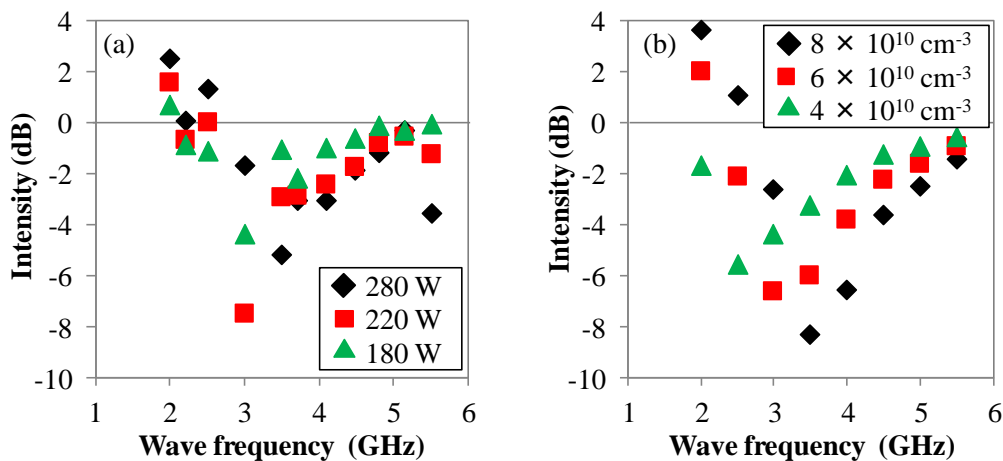 (a)
4
2
0
-2
-4
-6
-8
-10
Intensity (dB)
280 W
220 W
180 W
1 2 3 4 5 6
Wave frequency (GHz)
(b)
4
2
0
-2
-4
-6
-8
-10
Intensity (dB)
8 × 10¹⁰ cm⁻³
6 × 10¹⁰ cm⁻³
4 × 10¹⁰ cm⁻³
1 2 3 4 5 6
Wave frequency (GHz)